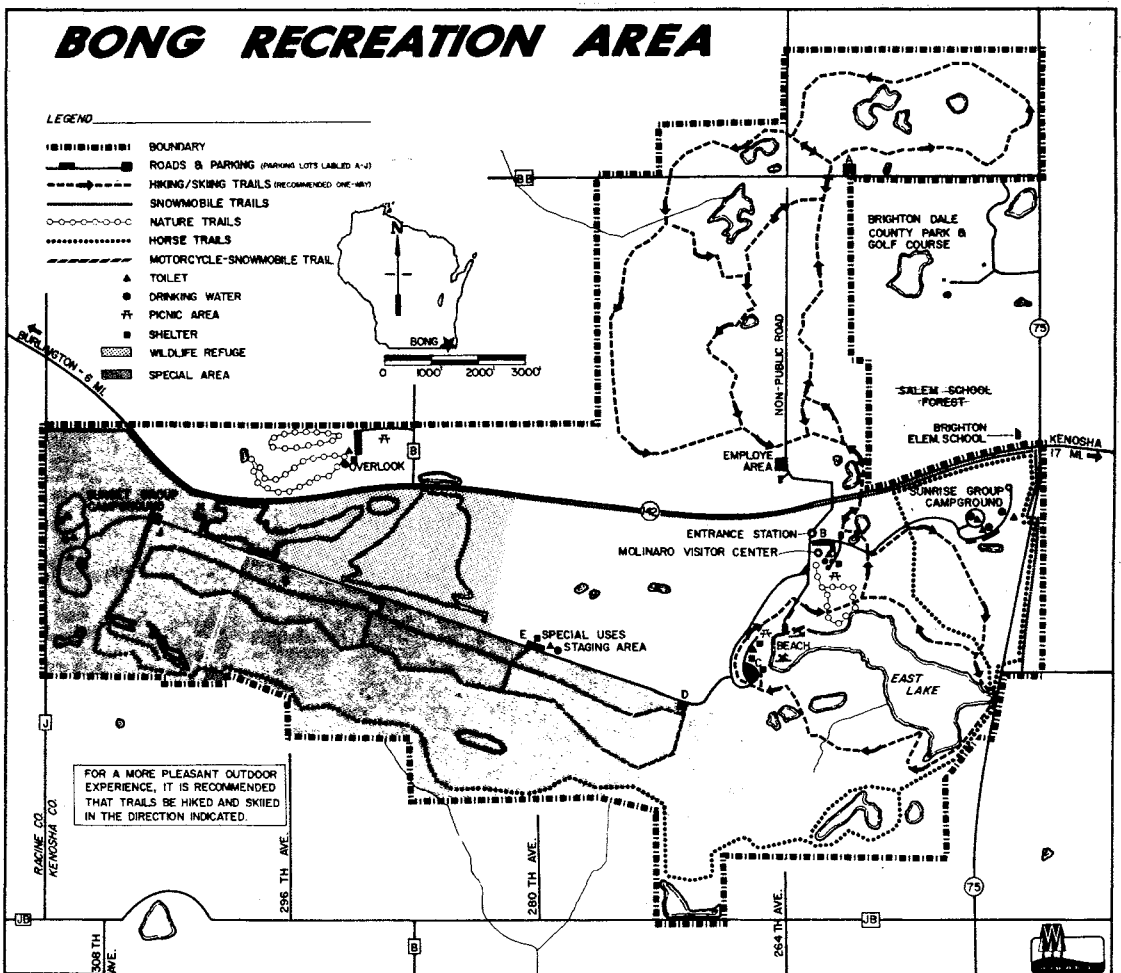 BONG RECREATION AREA
LEGEND
BOUNDARY
ROADS & PARKING (PARKING LOTS LABLED A-J)
HIKING/SKIING TRAILS (RECOMMENDED ONE-WAY)
SNOWMOBILE TRAILS
NATURE TRAILS
HORSE TRAILS
MOTORCYCLE-SNOWMOBILE TRAIL
TOILET
DRINKING WATER
PICNIC AREA
SHELTER
WILDLIFE REFUGE
SPECIAL AREA
N
BONG
0 1000' 2000' 3000'
BURLINGTON - 6 MI.
BB
A
BRIGHTON DALE
COUNTY PARK &
GOLF COURSE
75
NON-PUBLIC ROAD
SALEM SCHOOL
FOREST
BRIGHTON
ELEM. SCHOOL
KENOSHA
17 MI.
B
OVERLOOK
EMPLOYE
AREA
142
SUNSET GROUP
CAMPGROUND
SUNRISE GROUP
CAMPGROUND
ENTRANCE STATION
B
MOLINARO VISITOR CENTER
E
SPECIAL USES
STAGING AREA
BEACH
C
EAST
LAKE
D
J
FOR A MORE PLEASANT OUTDOOR
EXPERIENCE, IT IS RECOMMENDED
THAT TRAILS BE HIKED AND SKIIED
IN THE DIRECTION INDICATED.
RACINE CO.
KENOSHA CO.
296 TH AVE.
280 TH AVE.
264 TH AVE.
75
JB
JB
308 TH
AVE.
B